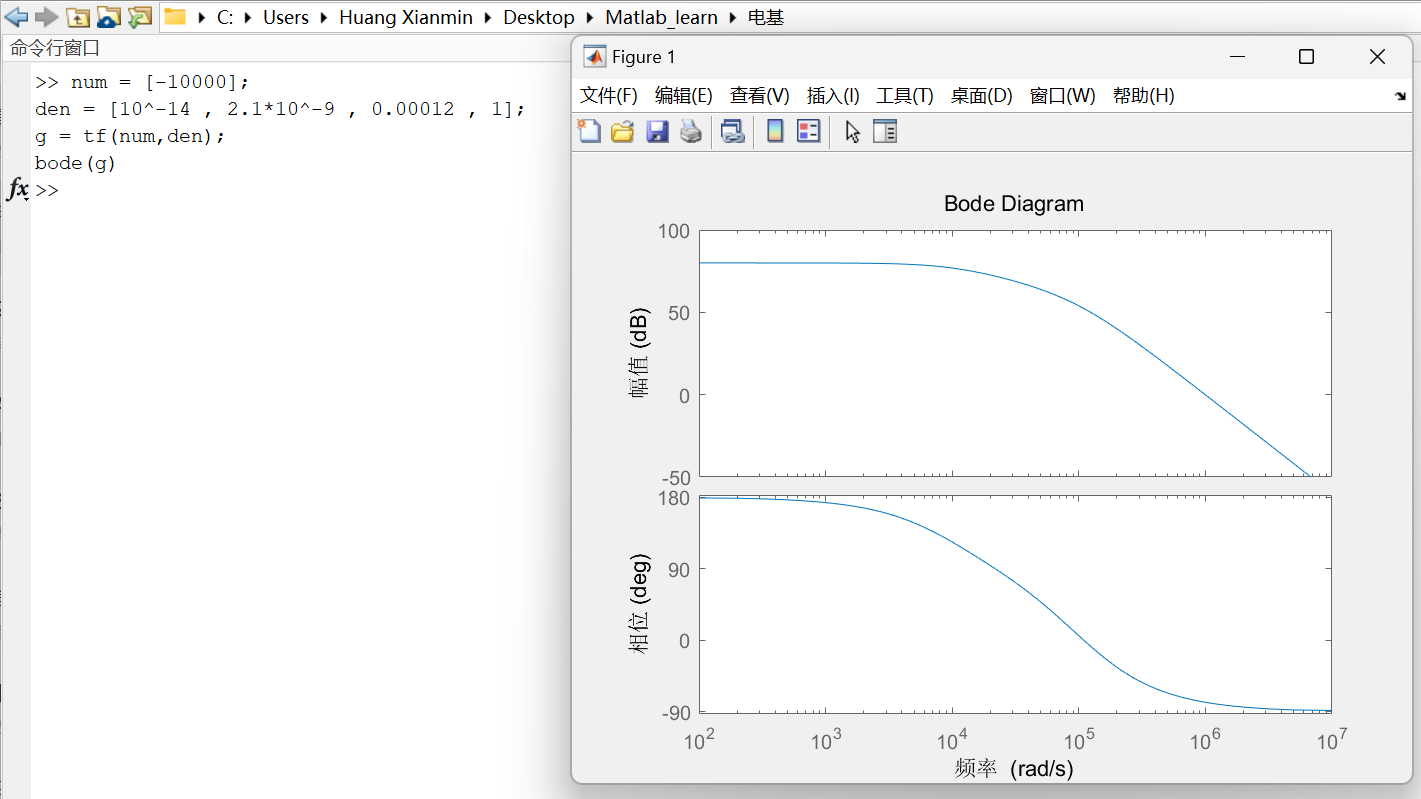 C: Users Huang Xianmin Desktop Matlab_learn 电基
命令行窗口
>> num = [-10000];
den = [10^-14 , 2.1*10^-9 , 0.00012 , 1];
g = tf(num,den);
bode(g)
fx >>
Figure 1
文件(F) 编辑(E) 查看(V) 插入(I) 工具(T) 桌面(D) 窗口(W) 帮助(H)
Bode Diagram
100
50
0
-50
幅值 (dB)
180
90
0
-90
相位 (deg)
10^2 10^3 10^4 10^5 10^6 10^7
频率 (rad/s)